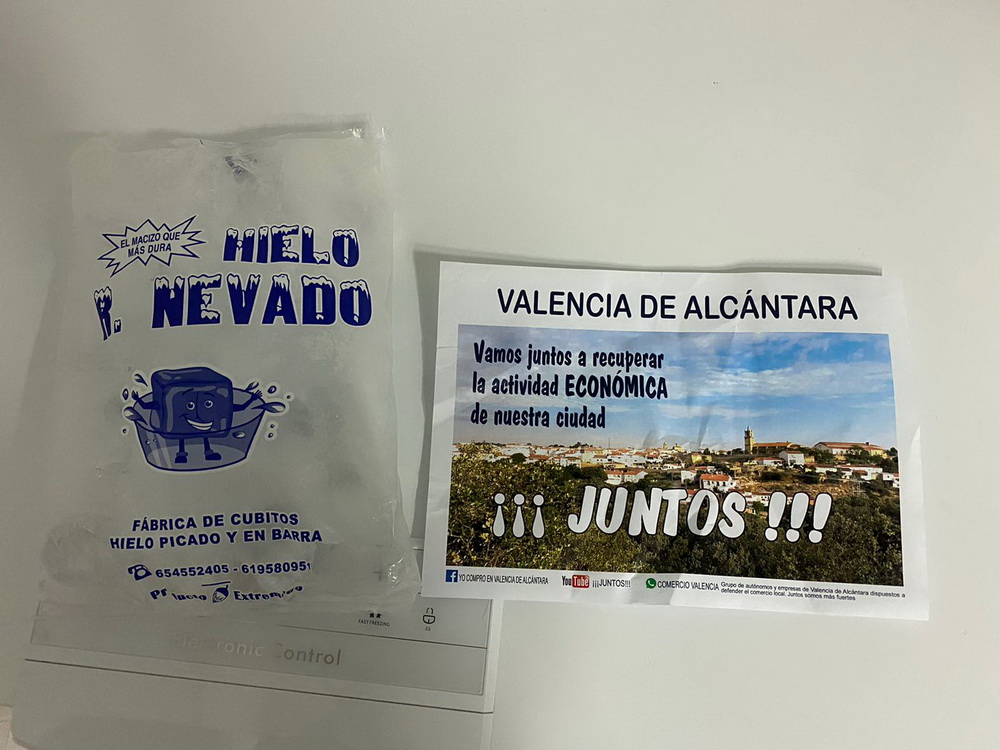 EL MACIZO QUE
MÁS DURA
HIELO
NEVADO
FÁBRICA DE CUBITOS
HIELO PICADO Y EN BARRA
654552405 - 619580951
VALENCIA DE ALCÁNTARA
Vamos juntos a recuperar
la actividad ECONÓMICA
de nuestra ciudad
¡¡¡ JUNTOS !!!
YO COMPRO EN VALENCIA DE ALCÁNTARA
YouTube ¡¡¡JUNTOS!!!
COMERCIO VALENCIA
Grupo de autónomos y empresas de Valencia de Alcántara dispuestos a
defender el comercio local. Juntos somos más fuertes
FAST FREEZING
Control